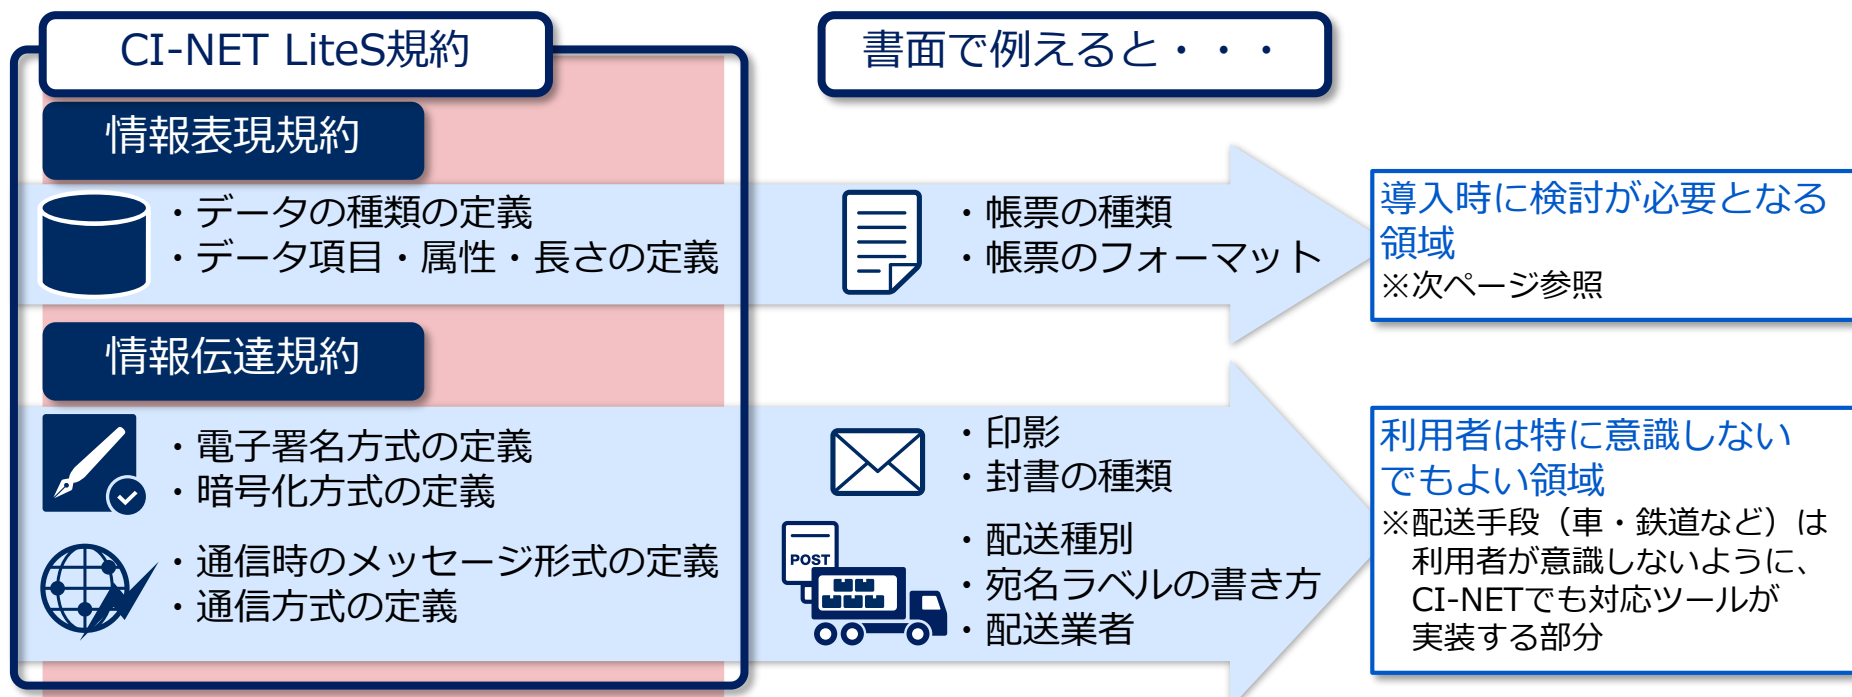 CI-NET LiteS規約
書面で例えると・・・
情報表現規約
・データの種類の定義
・データ項目・属性・長さの定義
・帳票の種類
・帳票のフォーマット
導入時に検討が必要となる
領域
※次ページ参照
情報伝達規約
・電子署名方式の定義
・暗号化方式の定義
・印影
・封書の種類
・通信時のメッセージ形式の定義
・通信方式の定義
POST
・配送種別
・宛名ラベルの書き方
・配送業者
利用者は特に意識しない
でもよい領域
※配送手段（車・鉄道など）は
利用者が意識しないように、
CI-NETでも対応ツールが
実装する部分